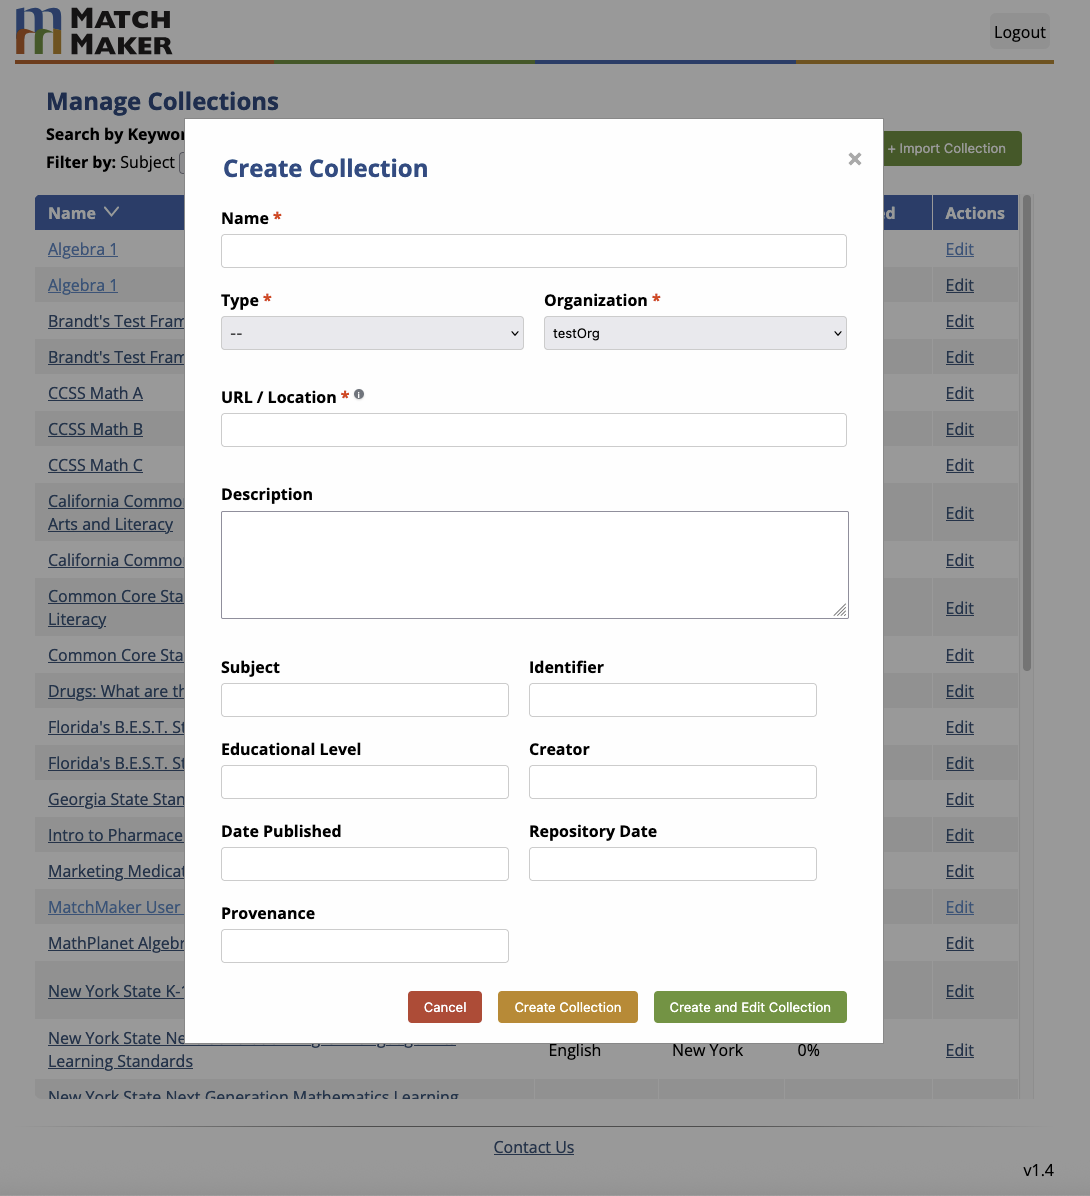 MATCH
MAKER
Logout
Manage Collections
Search by Keywor
Filter by: Subject
+ Import Collection
Name
d
Actions
Algebra 1
Edit
Algebra 1
Edit
Brandt's Test Fram
Edit
Brandt's Test Fram
Edit
CCSS Math A
Edit
CCSS Math B
Edit
CCSS Math C
Edit
California Commo
Arts and Literacy
Edit
California Commo
Edit
Common Core Sta
Literacy
Edit
Common Core Sta
Edit
Drugs: What are th
Edit
Florida's B.E.S.T. St
Edit
Florida's B.E.S.T. St
Edit
Georgia State Stan
Edit
Intro to Pharmace
Edit
Marketing Medicat
Edit
MatchMaker User
Edit
MathPlanet Algebr
Edit
New York State K-1
Edit
New York State Ne
Learning Standards
English
New York
0%
Edit
New York State Next Generation Mathematics Learning
Create Collection
×
Name *
Type *
Organization *
--
testOrg
URL / Location *
Description
Subject
Identifier
Educational Level
Creator
Date Published
Repository Date
Provenance
Cancel
Create Collection
Create and Edit Collection
Contact Us
v1.4